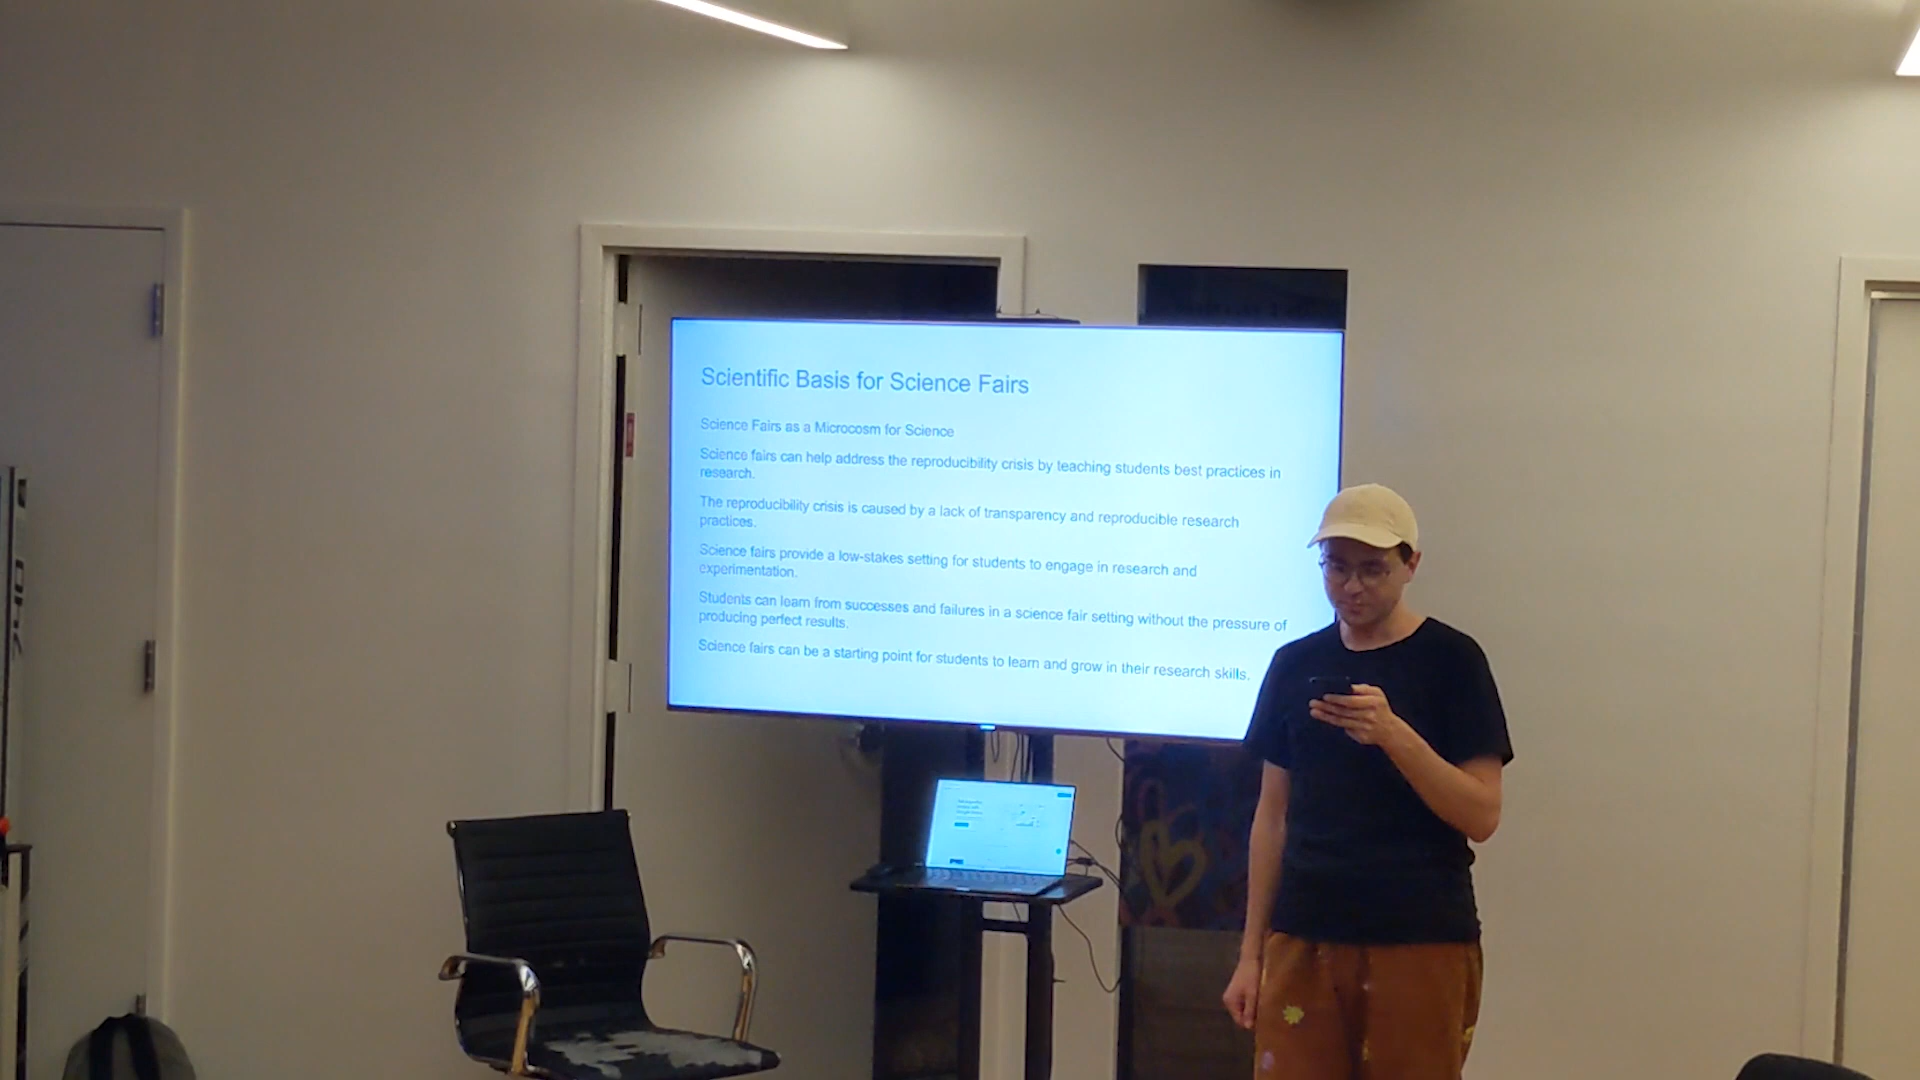 Scientific Basis for Science Fairs
Science Fairs as a Microcosm for Science
Science fairs can help address the reproducibility crisis by teaching students best practices in
research.
The reproducibility crisis is caused by a lack of transparency and reproducible research
practices.
Science fairs provide a low-stakes setting for students to engage in research and
experimentation.
Students can learn from successes and failures in a science fair setting without the pressure of
producing perfect results.
Science fairs can be a starting point for students to learn and grow in their research skills.